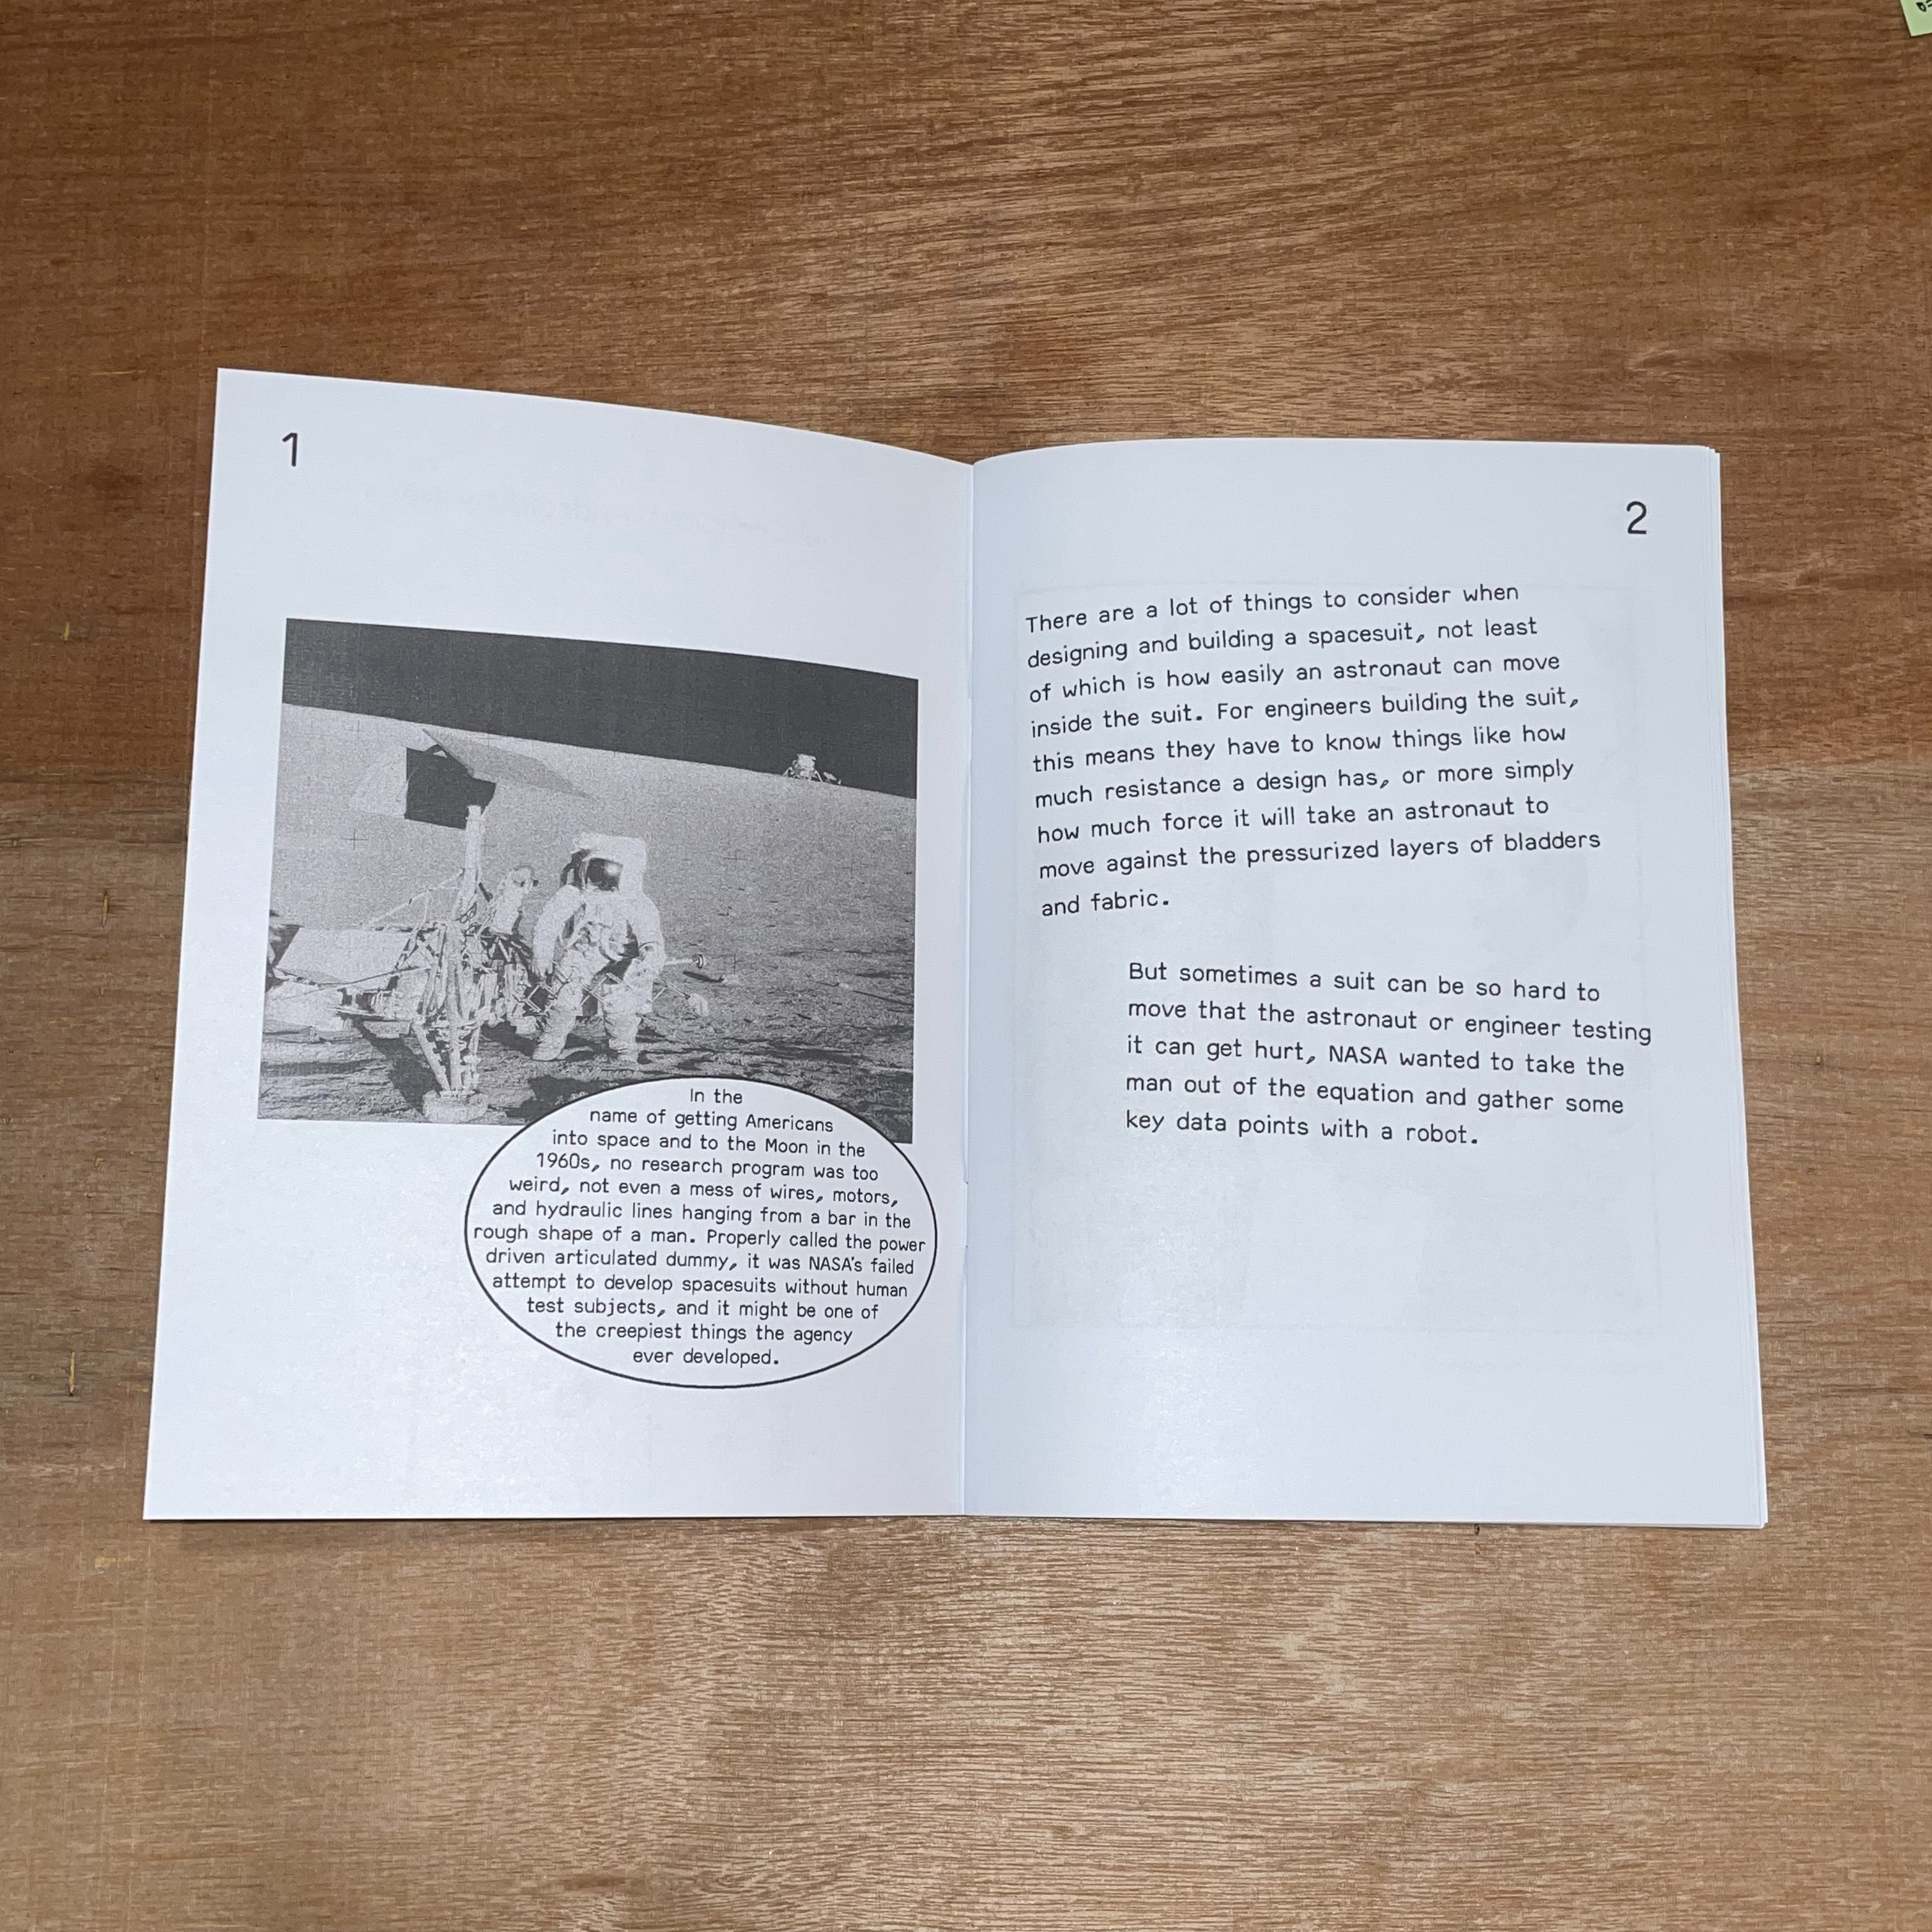 1
In the
name of getting Americans
into space and to the Moon in the
1960s, no research program was too
weird, not even a mess of wires, motors,
and hydraulic lines hanging from a bar in the
rough shape of a man. Properly called the power
driven articulated dummy, it was NASA's failed
attempt to develop spacesuits without human
test subjects, and it might be one of
the creepiest things the agency
ever developed.
2
There are a lot of things to consider when
designing and building a spacesuit, not least
of which is how easily an astronaut can move
inside the suit. For engineers building the suit,
this means they have to know things like how
much resistance a design has, or more simply
how much force it will take an astronaut to
move against the pressurized layers of bladders
and fabric.
But sometimes a suit can be so hard to
move that the astronaut or engineer testing
it can get hurt, NASA wanted to take the
man out of the equation and gather some
key data points with a robot.